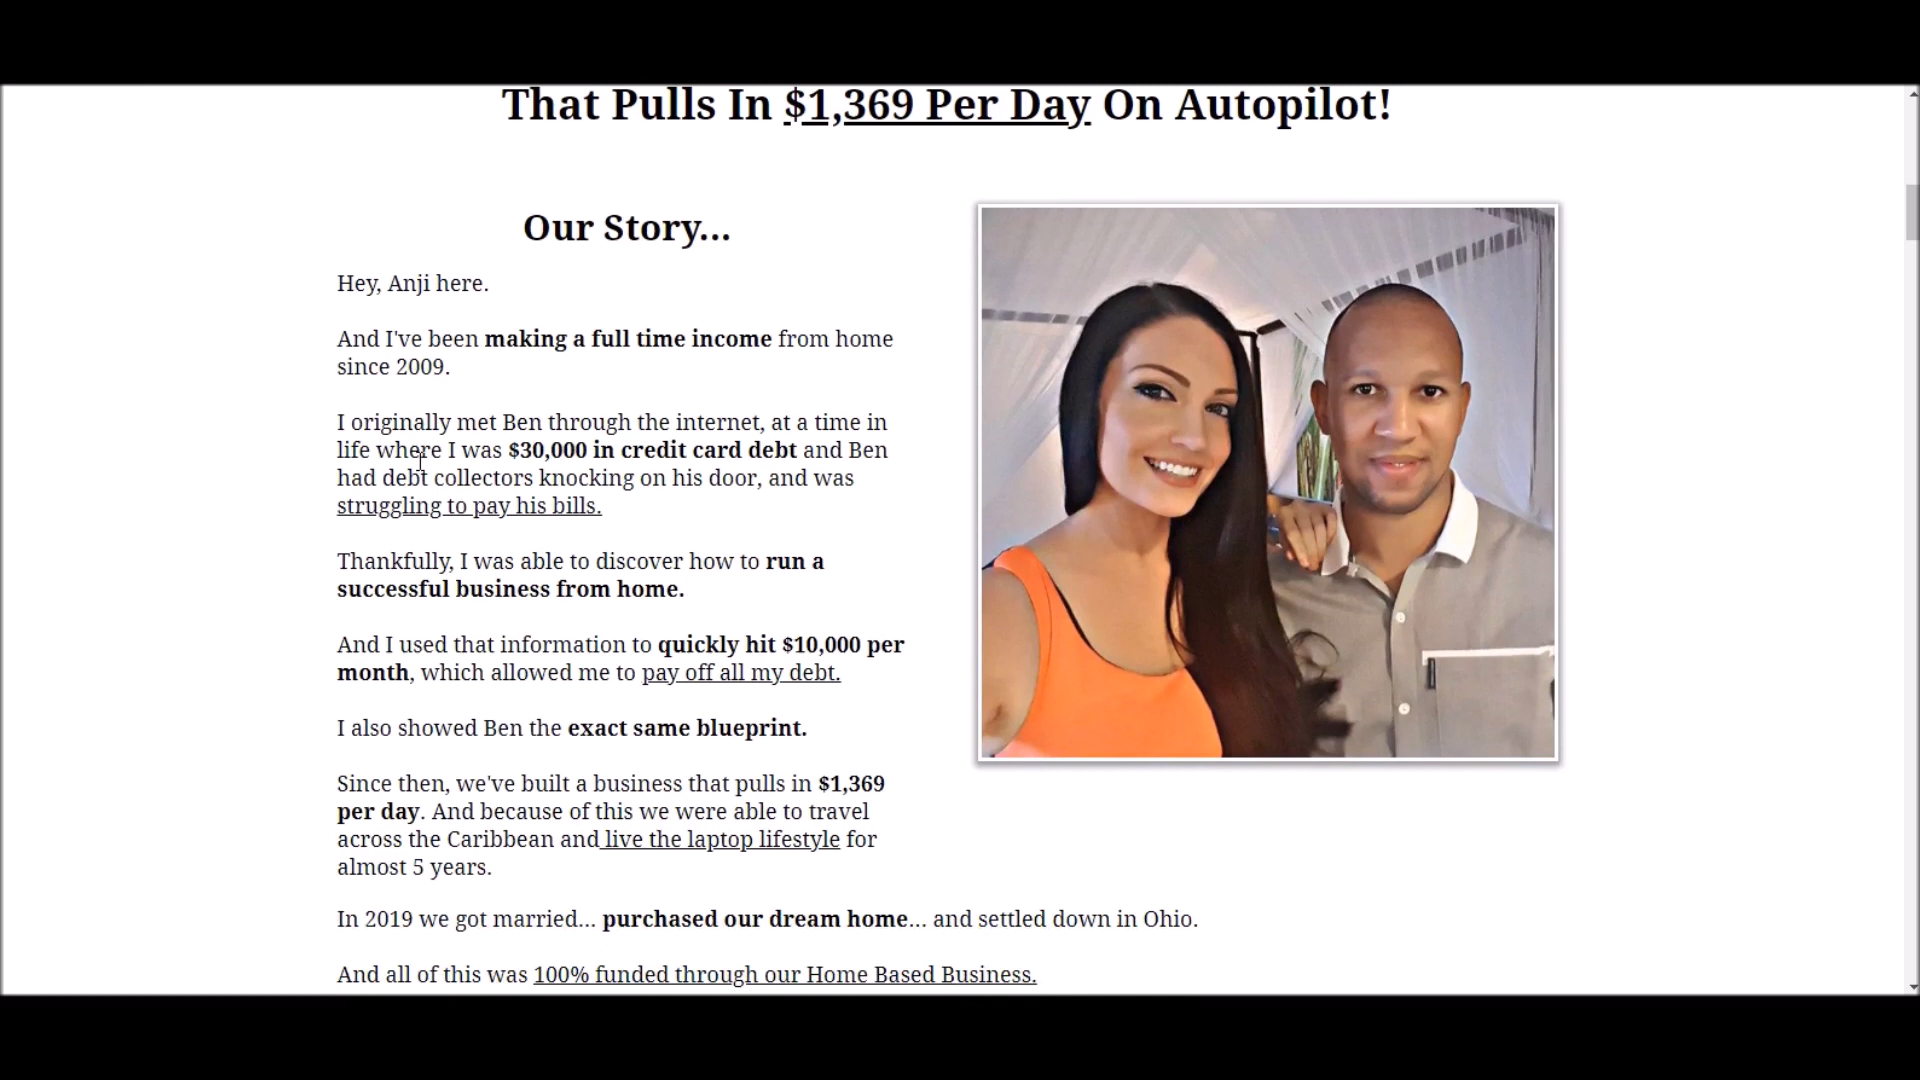 That Pulls In $1,369 Per Day On Autopilot!
Our Story...
Hey, Anji here.
And I've been making a full time income from home
since 2009.
I originally met Ben through the internet, at a time in
life where I was $30,000 in credit card debt and Ben
had debt collectors knocking on his door, and was
struggling to pay his bills.
Thankfully, I was able to discover how to run a
successful business from home.
And I used that information to quickly hit $10,000 per
month, which allowed me to pay off all my debt.
I also showed Ben the exact same blueprint.
Since then, we've built a business that pulls in $1,369
per day. And because of this we were able to travel
across the Caribbean and live the laptop lifestyle for
almost 5 years.
In 2019 we got married... purchased our dream home... and settled down in Ohio.
And all of this was 100% funded through our Home Based Business.